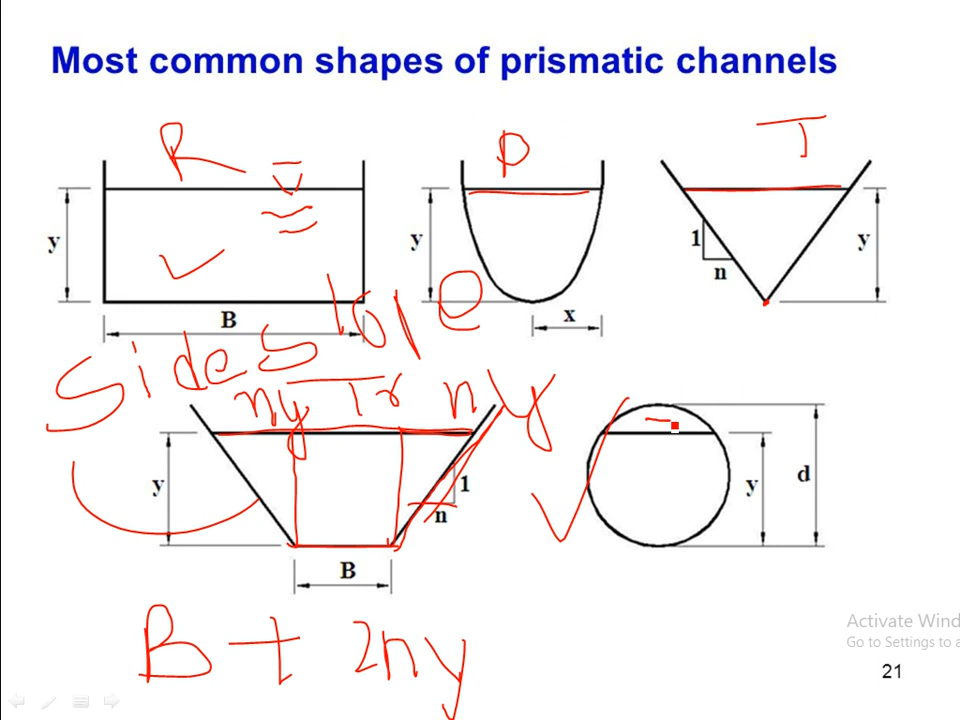 Most common shapes of prismatic channels
R
P
T
y
y
1
n
y
B
x
Side Slope
ny Tr ny
y
1
n
B
y
d
B + 2ny
Activate Wind
Go to Settings to a
21